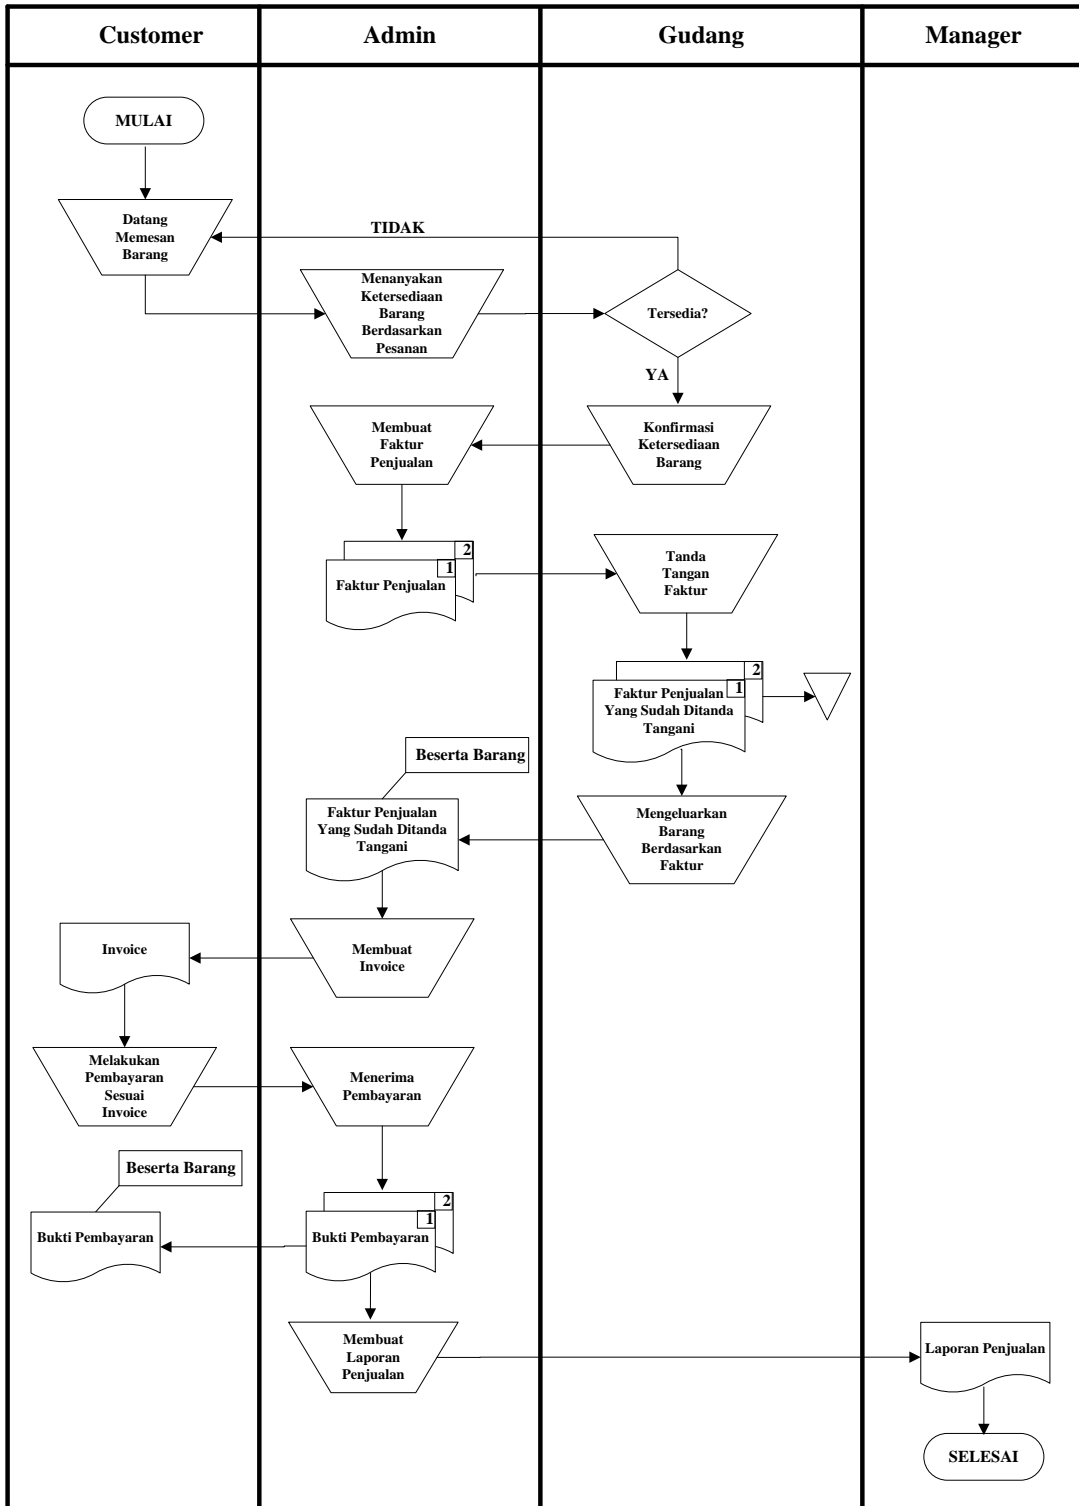 Customer
Admin
Gudang
Manager
MULAI
Datang
Memesan
Barang
TIDAK
Menanyakan
Ketersediaan
Barang
Berdasarkan
Pesanan
Tersedia?
YA
Membuat
Faktur
Penjualan
Konfirmasi
Ketersediaan
Barang
2
1
Faktur Penjualan
Tanda
Tangan
Faktur
2
1
Faktur Penjualan
Yang Sudah Ditanda
Tangani
Beserta Barang
Faktur Penjualan
Yang Sudah Ditanda
Tangani
Mengeluarkan
Barang
Berdasarkan
Faktur
Invoice
Membuat
Invoice
Melakukan
Pembayaran
Sesuai
Invoice
Menerima
Pembayaran
Beserta Barang
Bukti Pembayaran
2
1
Bukti Pembayaran
Membuat
Laporan
Penjualan
Laporan Penjualan
SELESAI